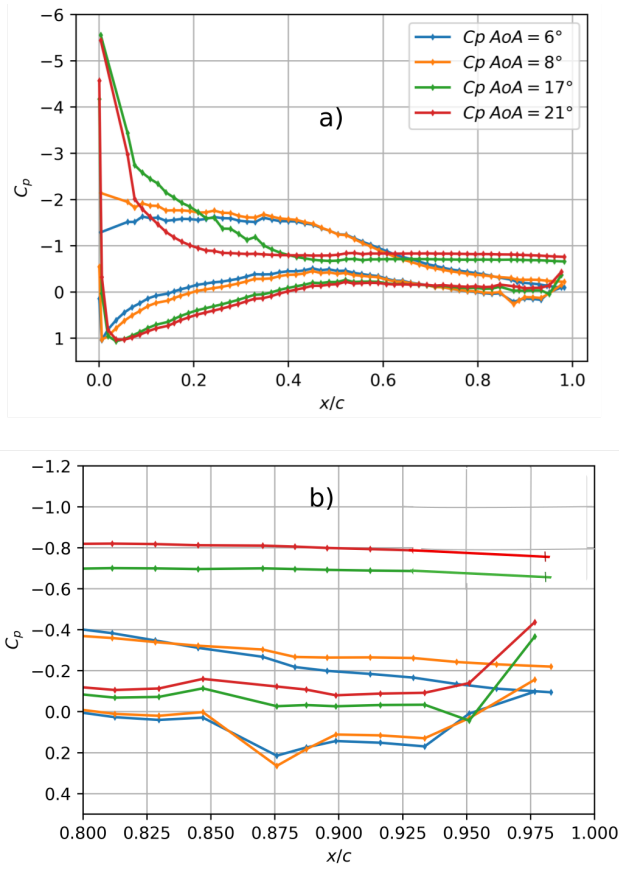 −6
−5
−4
−3
−2
−1
0
1
C_p
a)
Cp AoA = 6°
Cp AoA = 8°
Cp AoA = 17°
Cp AoA = 21°
0.0 0.2 0.4 0.6 0.8 1.0
x/c
−1.2
−1.0
−0.8
−0.6
−0.4
−0.2
0.0
0.2
0.4
C_p
b)
0.800 0.825 0.850 0.875 0.900 0.925 0.950 0.975 1.000
x/c